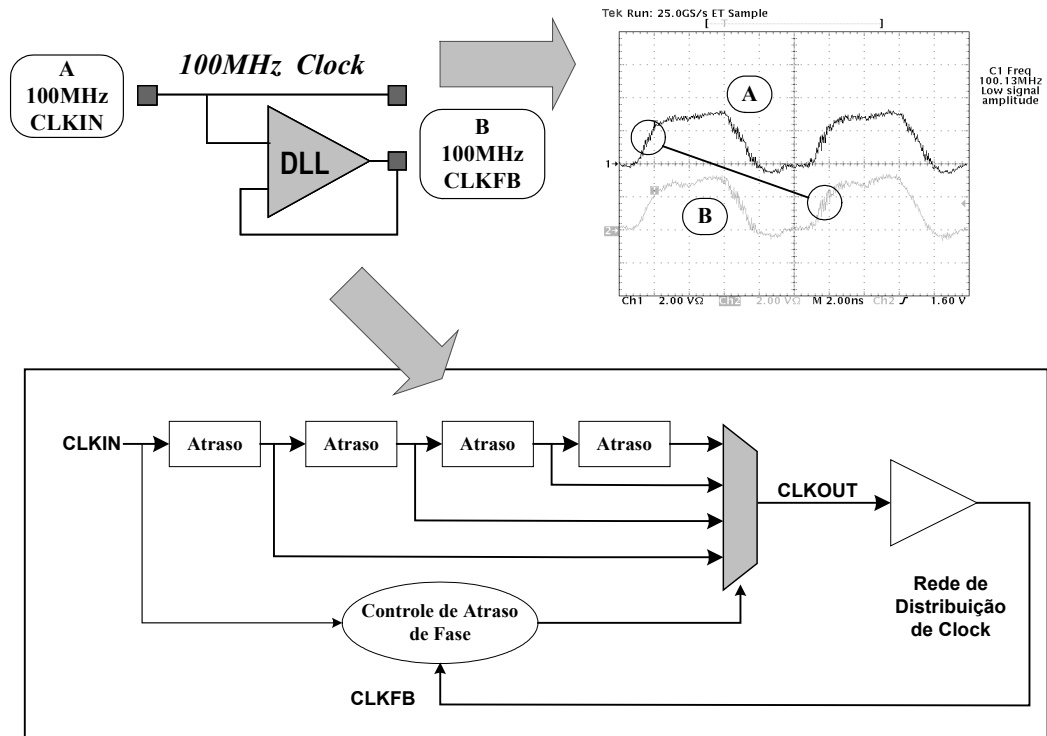 A
100MHz
CLKIN
100MHz Clock
DLL
B
100MHz
CLKFB
Tek Run: 25.0GS/s ET Sample
C1 Freq
100.13MHz
Low signal
amplitude
A
B
1
2
Ch1 2.00 VΩ Ch2 2.00 VΩ M 2.00ns Ch2 1.60 V
CLKIN
Atraso
Atraso
Atraso
Atraso
CLKOUT
Controle de Atraso
de Fase
Rede de
Distribuição
de Clock
CLKFB